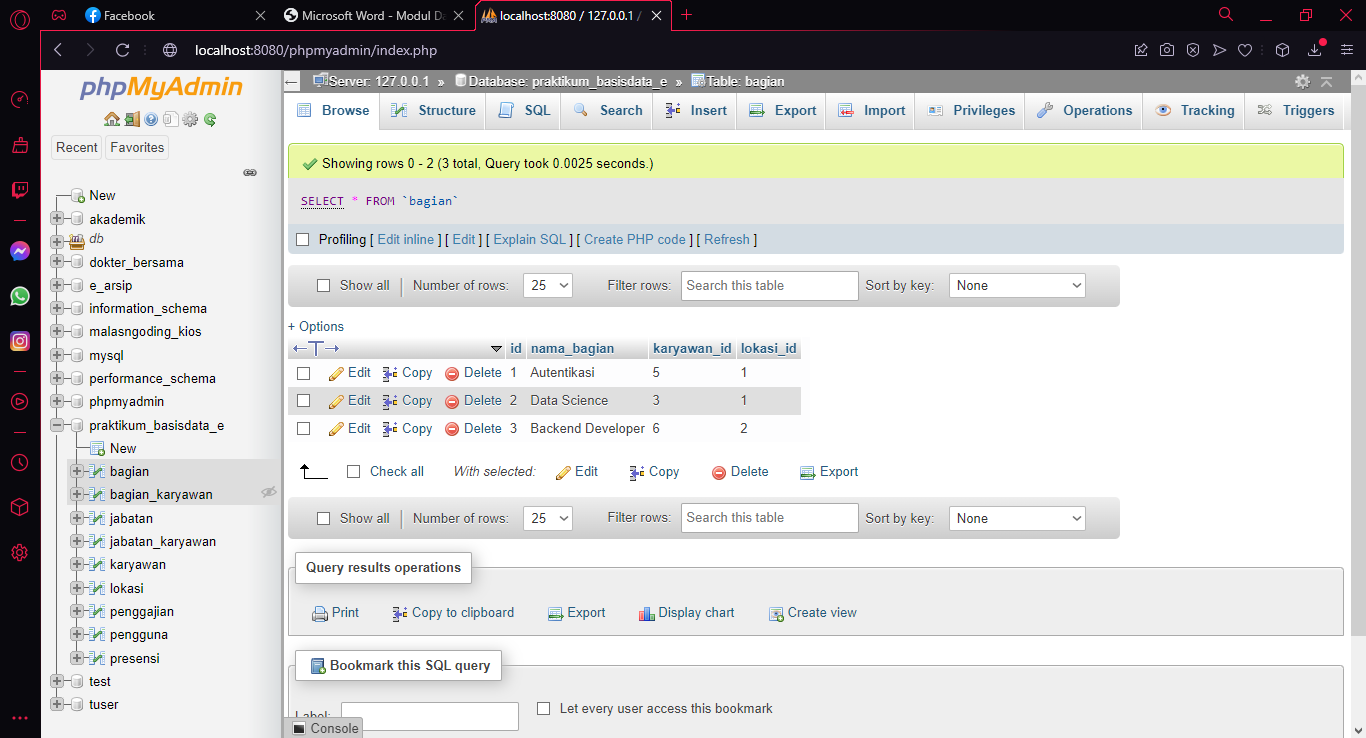 Facebook
Microsoft Word - Modul Da
localhost:8080 / 127.0.0.1 /
localhost:8080/phpmyadmin/index.php
phpMyAdmin
Recent Favorites
New
akademik
db
dokter_bersama
e_arsip
information_schema
malasngoding_kios
mysql
performance_schema
phpmyadmin
praktikum_basisdata_e
New
bagian
bagian_karyawan
jabatan
jabatan_karyawan
karyawan
lokasi
penggajian
pengguna
presensi
test
tuser
Server: 127.0.0.1 » Database: praktikum_basisdata_e » Table: bagian
Browse Structure SQL Search Insert Export Import Privileges Operations Tracking Triggers
Showing rows 0 - 2 (3 total, Query took 0.0025 seconds.)
SELECT * FROM `bagian`
Profiling [ Edit inline ] [ Edit ] [ Explain SQL ] [ Create PHP code ] [ Refresh ]
Show all Number of rows: 25 Filter rows: Search this table Sort by key: None
+ Options
id nama_bagian karyawan_id lokasi_id
Edit Copy Delete 1 Autentikasi 5 1
Edit Copy Delete 2 Data Science 3 1
Edit Copy Delete 3 Backend Developer 6 2
Check all With selected: Edit Copy Delete Export
Show all Number of rows: 25 Filter rows: Search this table Sort by key: None
Query results operations
Print Copy to clipboard Export Display chart Create view
Bookmark this SQL query
Label: Let every user access this bookmark
Console